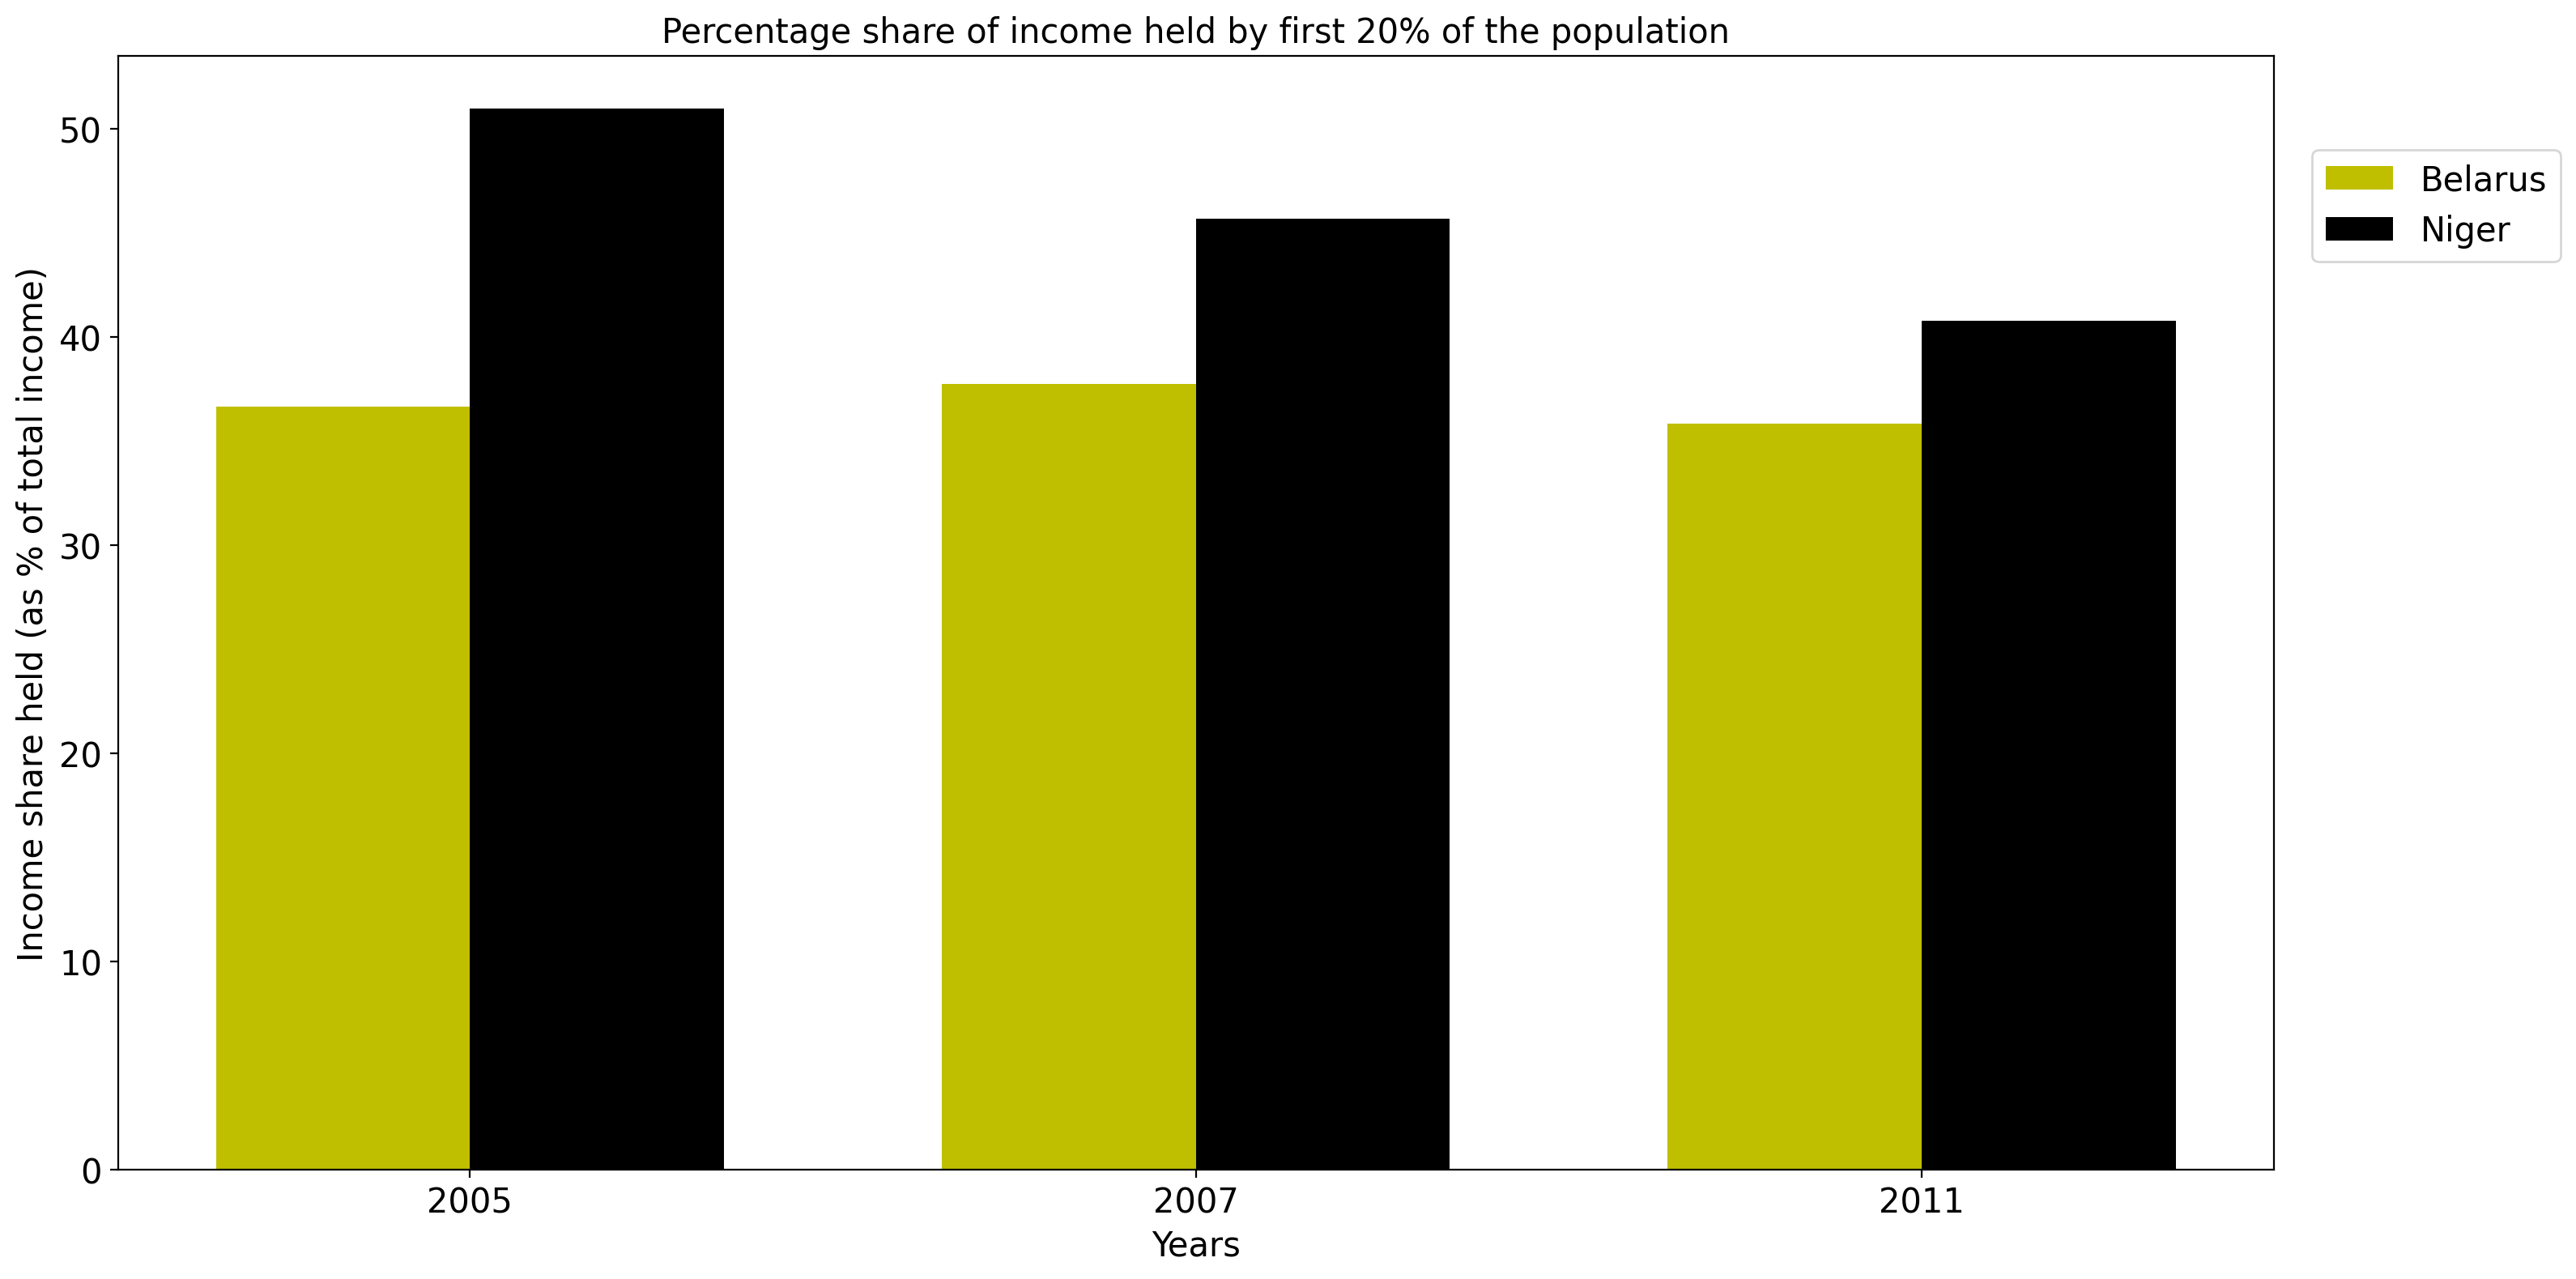 Percentage share of income held by first 20% of the population
Income share held (as % of total income)
50
40
30
20
10
0
2005
2007
2011
Years
Belarus
Niger